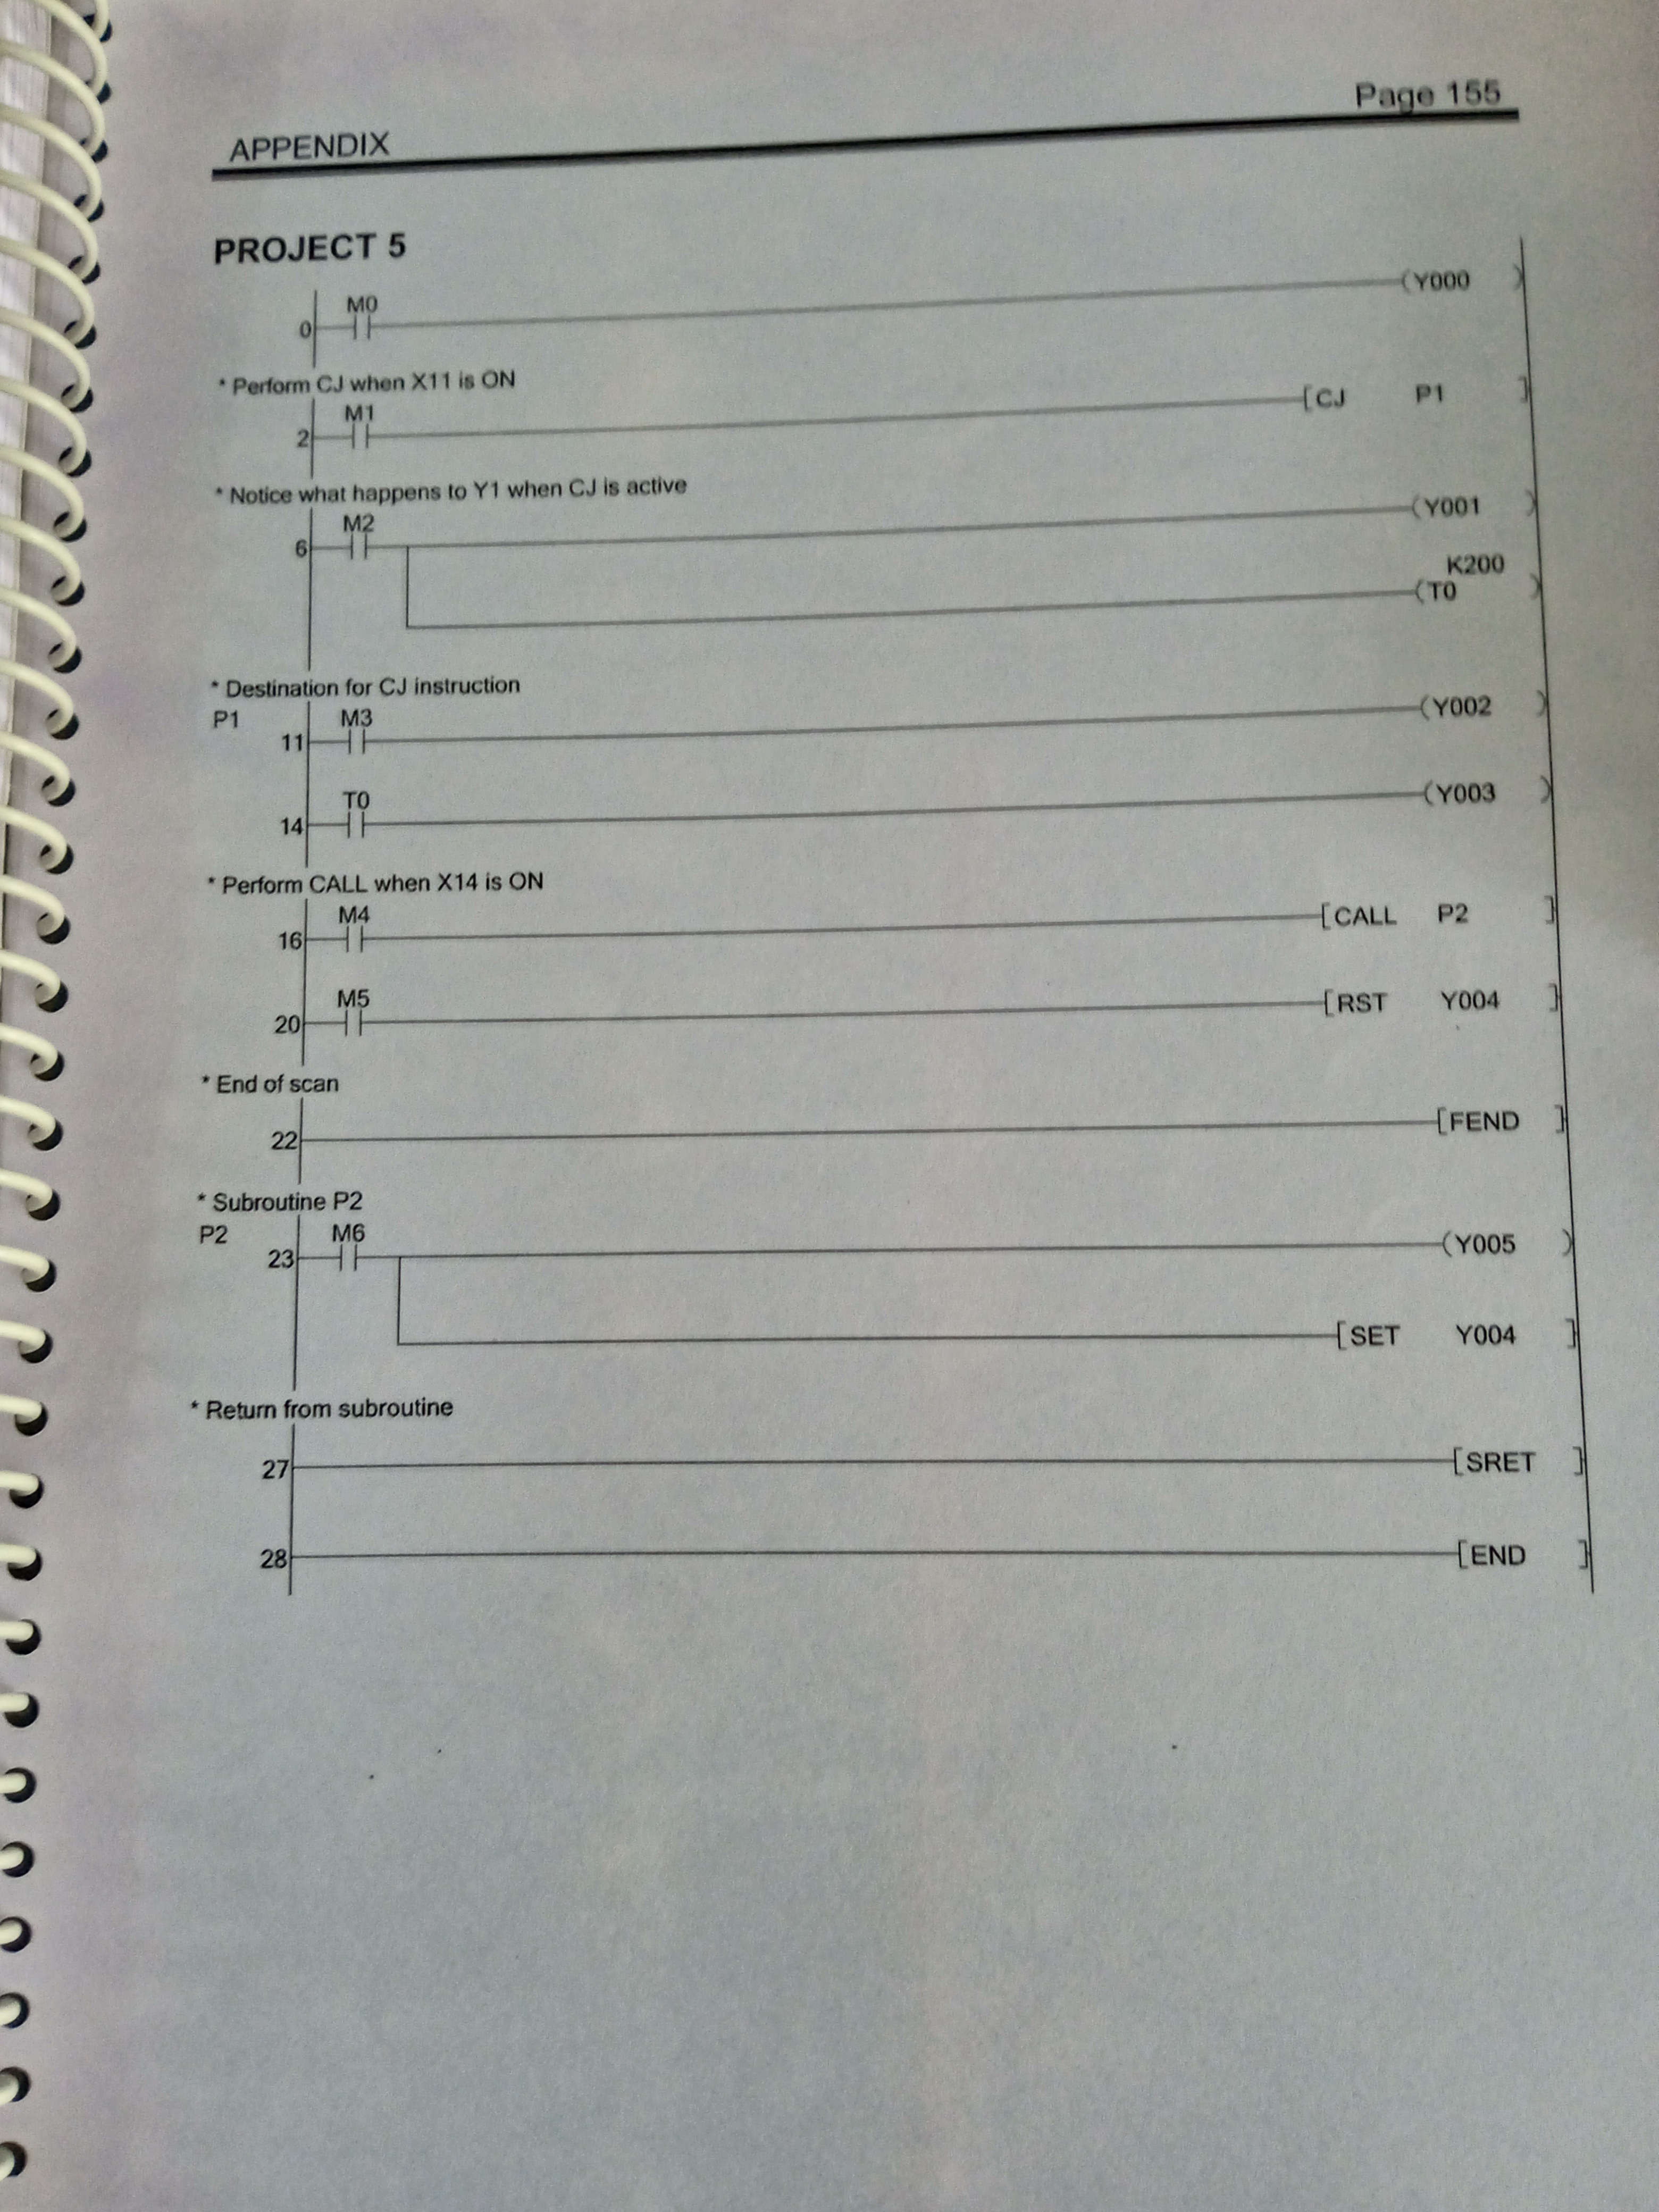 Page 155
APPENDIX
PROJECT 5
M0
0 (Y000 )
* Perform CJ when X11 is ON
M1
2 [CJ P1 ]
* Notice what happens to Y1 when CJ is active
M2
6 (Y001 )
K200
(T0 )
* Destination for CJ instruction
P1 M3
11 (Y002 )
T0
14 (Y003 )
* Perform CALL when X14 is ON
M4
16 [CALL P2 ]
M5
20 [RST Y004 ]
* End of scan
22 [FEND ]
* Subroutine P2
P2 M6
23 (Y005 )
[SET Y004 ]
* Return from subroutine
27 [SRET ]
28 [END ]